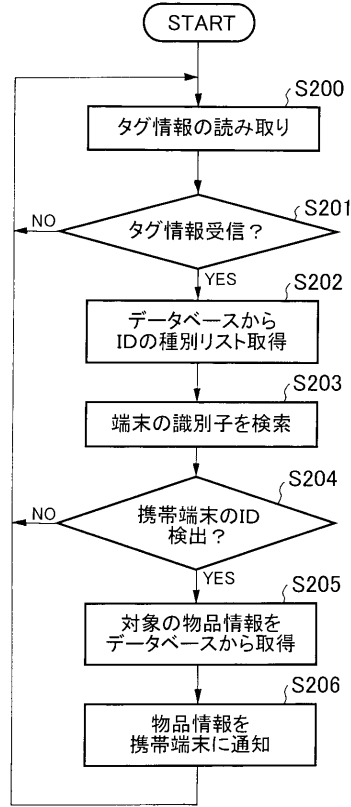 START
S200
タグ情報の読み取り
S201
タグ情報受信？
NO
YES
S202
データベースから
IDの種別リスト取得
S203
端末の識別子を検索
S204
携帯端末のID
検出？
NO
YES
S205
対象の物品情報を
データベースから取得
S206
物品情報を
携帯端末に通知